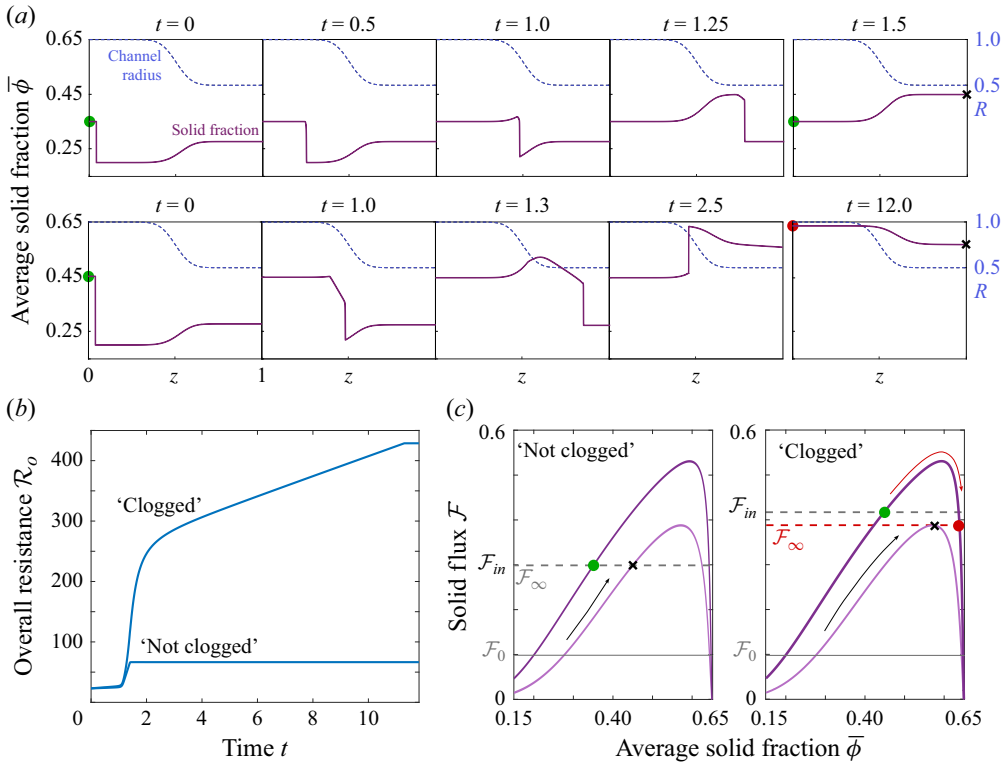 (a)
t = 0
t = 0.5
t = 1.0
t = 1.25
t = 1.5
0.65
0.45
0.25
Channel radius
Solid fraction
1.0
0.5
R
Average solid fraction ϕ̅
t = 0
t = 1.0
t = 1.3
t = 2.5
t = 12.0
0.65
0.45
0.25
1.0
0.5
R
0 z 1
z
z
z
z
(b)
Overall resistance ℛo
400
300
200
100
0
'Clogged'
'Not clogged'
2 4 6 8 10
Time t
(c)
Solid flux ℱ
0.6
'Not clogged'
ℱin
ℱ∞
ℱ0
0
0.15 0.40 0.65
0.6
'Clogged'
ℱin
ℱ∞
ℱ0
0
0.15 0.40 0.65
Average solid fraction ϕ̅